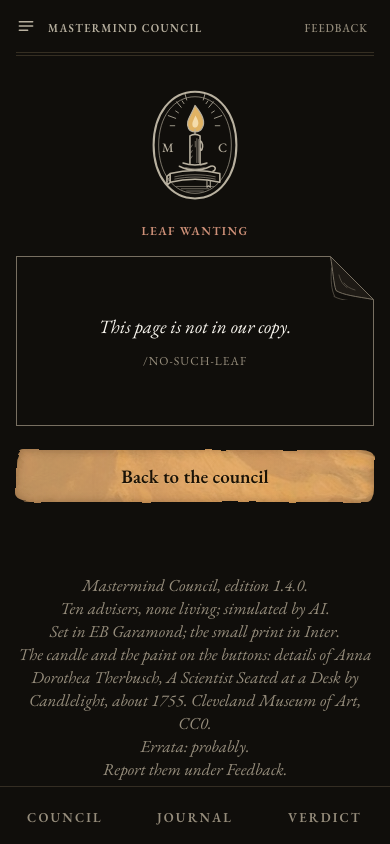 MASTERMIND COUNCIL
FEEDBACK
M C
LEAF WANTING
This page is not in our copy.
/NO-SUCH-LEAF
Back to the council
Mastermind Council, edition 1.4.0.
Ten advisers, none living; simulated by AI.
Set in EB Garamond; the small print in Inter.
The candle and the paint on the buttons: details of Anna
Dorothea Therbusch, A Scientist Seated at a Desk by
Candlelight, about 1755. Cleveland Museum of Art,
CC0.
Errata: probably.
Report them under Feedback.
COUNCIL
JOURNAL
VERDICT